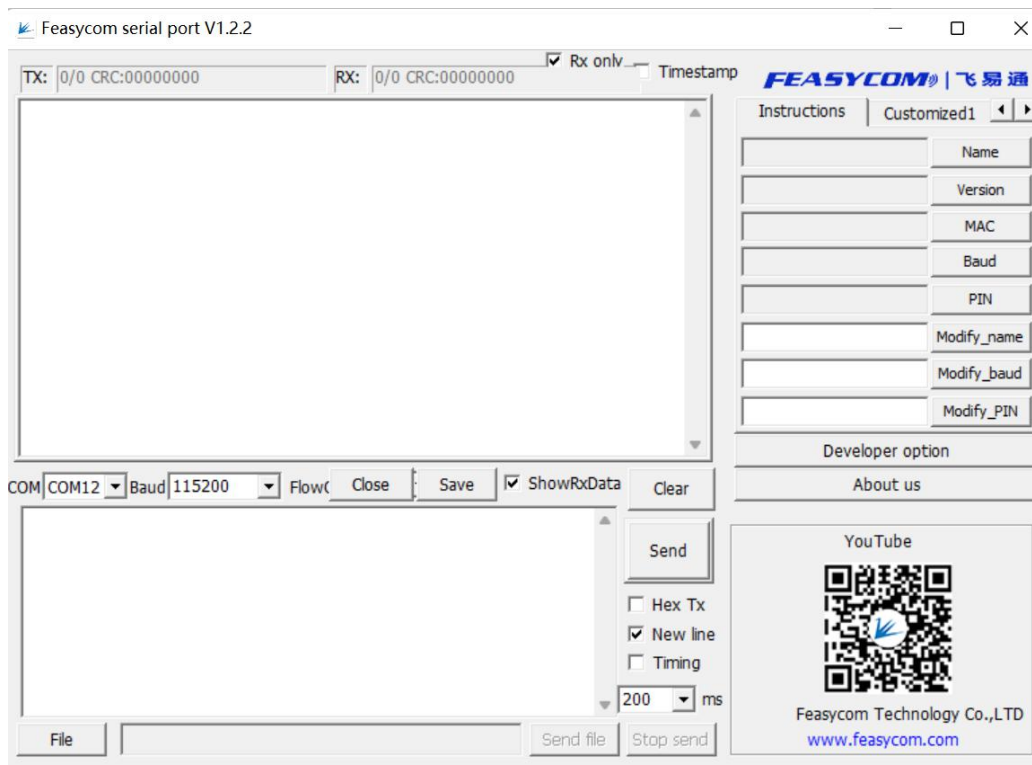 Feasycom serial port V1.2.2
TX: 0/0 CRC:00000000 RX: 0/0 CRC:00000000 Rx only Timestamp
FEASYCOM | 飞易通
Instructions Customized1
Name
Version
MAC
Baud
PIN
Modify_name
Modify_baud
Modify_PIN
Developer option
About us
COM COM12 Baud 115200 Flow Close Save ShowRxData Clear
Send
Hex Tx
New line
Timing
200 ms
File Send file Stop send
YouTube
Feasycom Technology Co.,LTD
www.feasycom.com